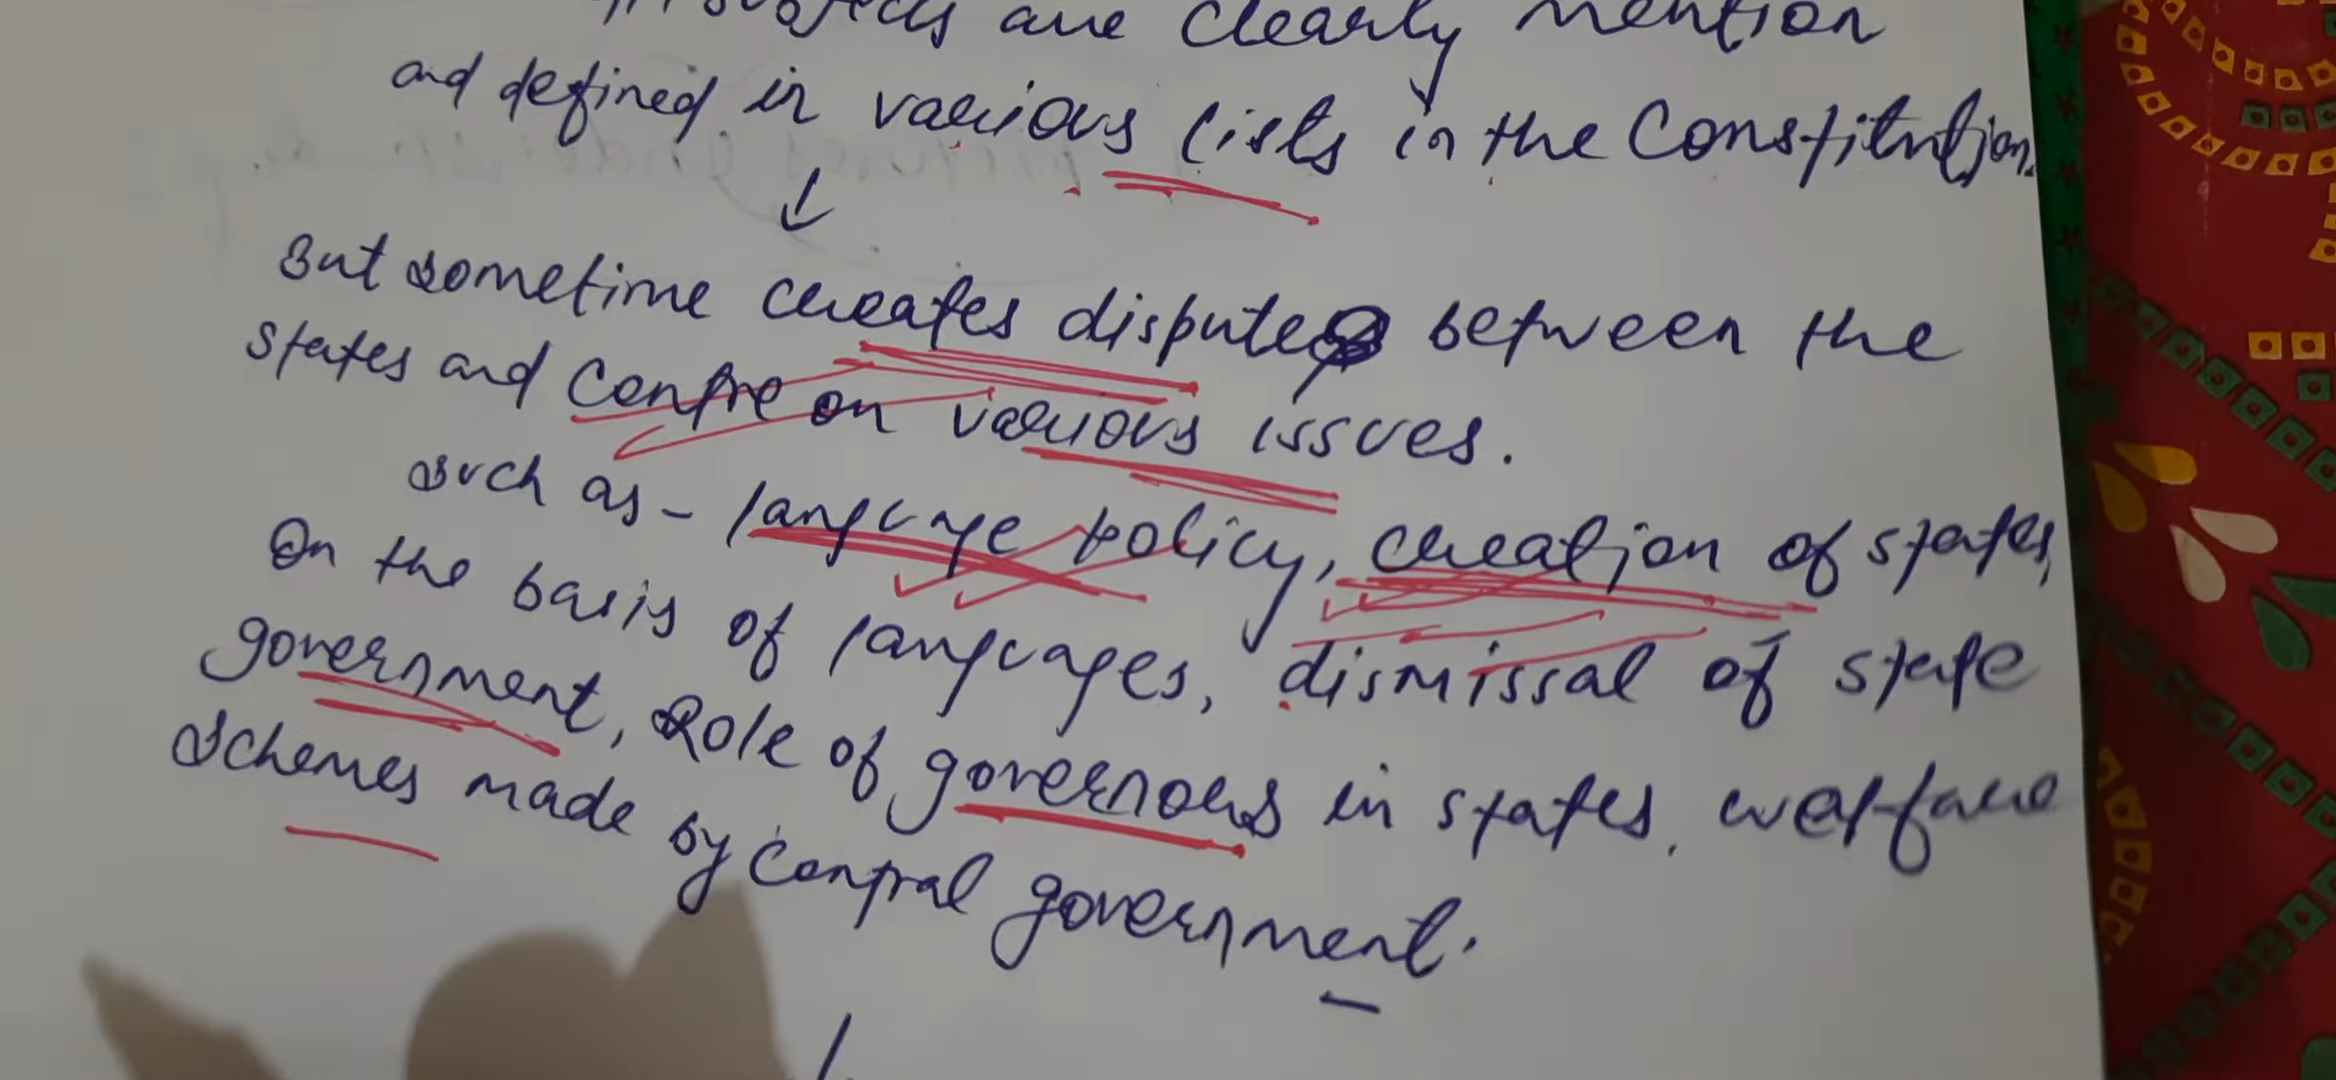 subjects are clearly mention
and defined in various lists in the Constitution.
But sometime creates dispute between the
states and Centre on various issues.
such as - language policy, creation of states,
On the basis of languages, dismissal of state
government, Role of governors in states, welfare
schemes made by Central government.